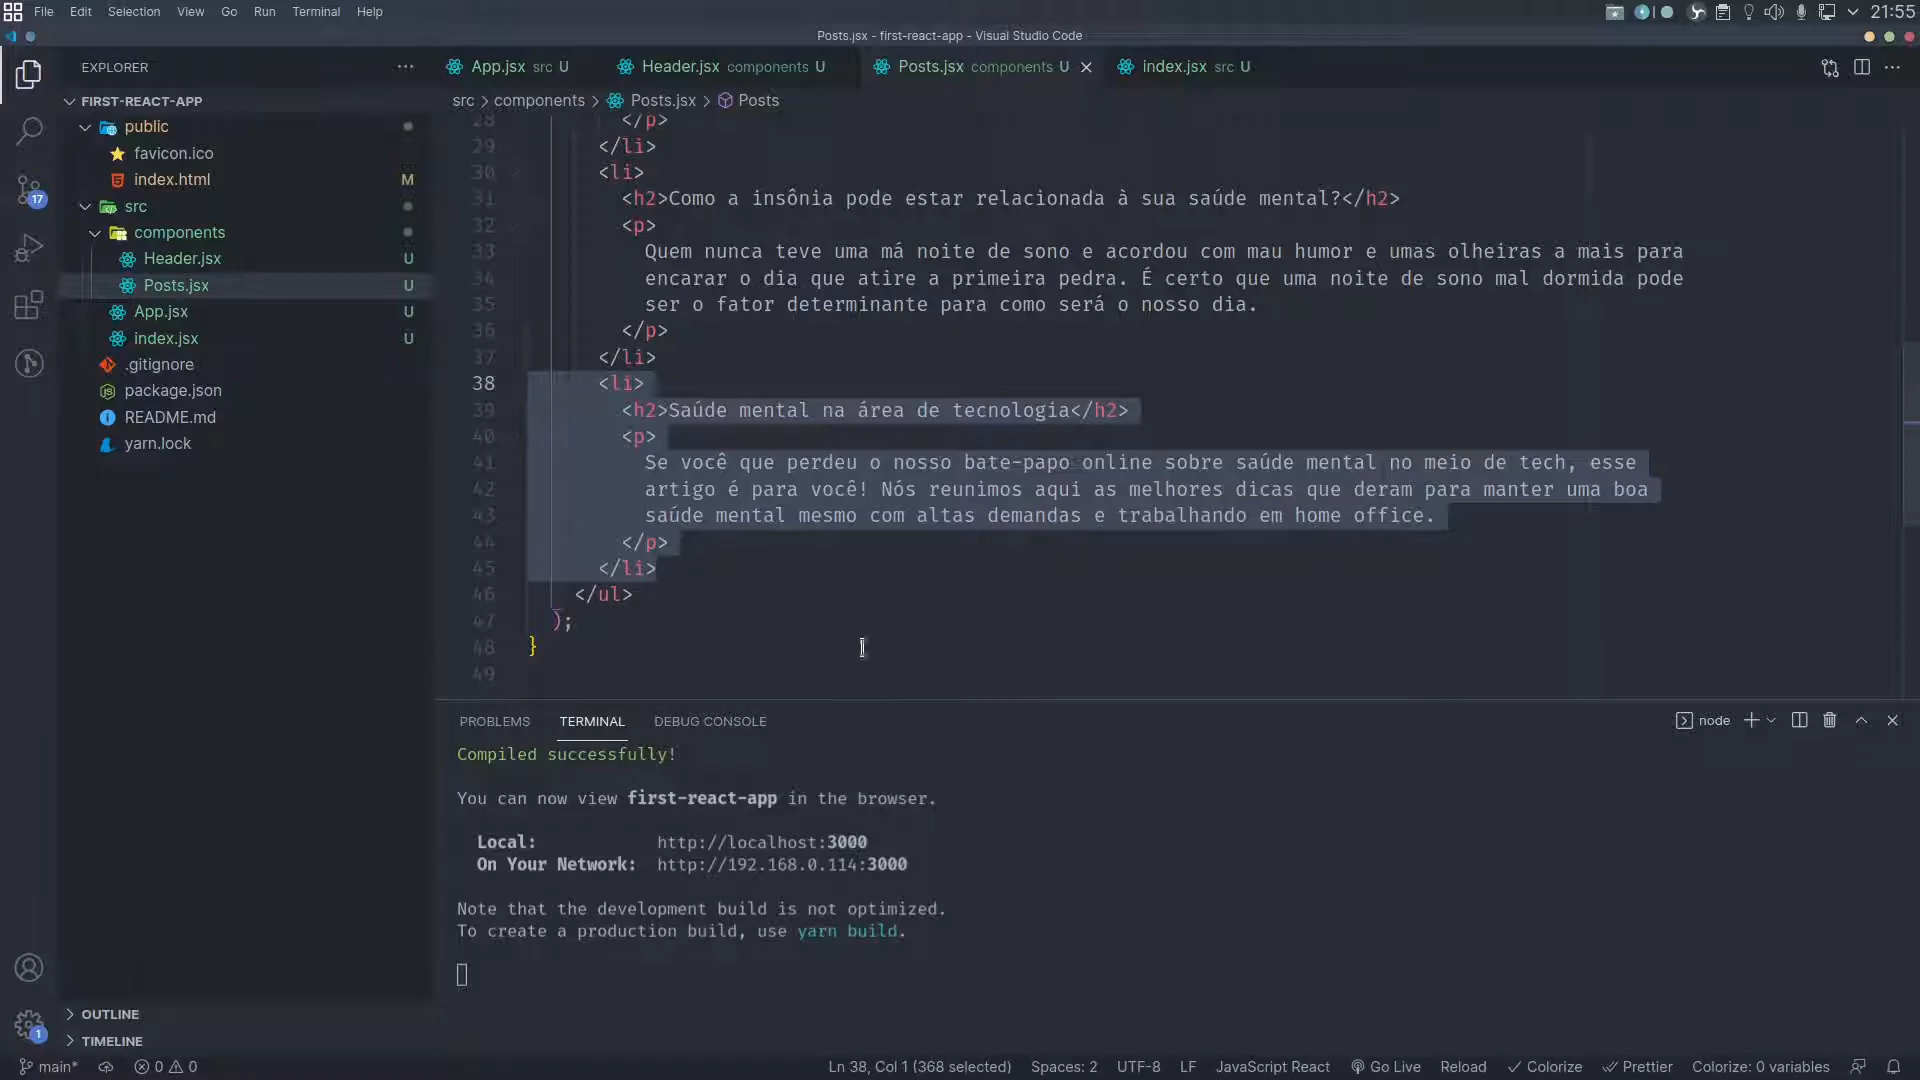 File Edit Selection View Go Run Terminal Help
21:55
Posts.jsx - first-react-app - Visual Studio Code
EXPLORER
App.jsx src U
Header.jsx components U
Posts.jsx components U
index.jsx src U
FIRST-REACT-APP
src > components > Posts.jsx > Posts
public
favicon.ico
index.html M
src
components
Header.jsx U
Posts.jsx U
App.jsx U
index.jsx U
.gitignore
package.json
README.md
yarn.lock
17
28 </p>
29 </li>
30 <li>
31 <h2>Como a insônia pode estar relacionada à sua saúde mental?</h2>
32 <p>
33 Quem nunca teve uma má noite de sono e acordou com mau humor e umas olheiras a mais para
34 encarar o dia que atire a primeira pedra. É certo que uma noite de sono mal dormida pode
35 ser o fator determinante para como será o nosso dia.
36 </p>
37 </li>
38 <li>
39 <h2>Saúde mental na área de tecnologia</h2>
40 <p>
41 Se você que perdeu o nosso bate-papo online sobre saúde mental no meio de tech, esse
42 artigo é para você! Nós reunimos aqui as melhores dicas que deram para manter uma boa
43 saúde mental mesmo com altas demandas e trabalhando em home office.
44 </p>
45 </li>
46 </ul>
47 );
48 }
49
PROBLEMS TERMINAL DEBUG CONSOLE
node
Compiled successfully!
You can now view first-react-app in the browser.
Local: http://localhost:3000
On Your Network: http://192.168.0.114:3000
Note that the development build is not optimized.
To create a production build, use yarn build.
OUTLINE
TIMELINE
1
main* 0 0
Ln 38, Col 1 (368 selected) Spaces: 2 UTF-8 LF JavaScript React Go Live Reload Colorize Prettier Colorize: 0 variables